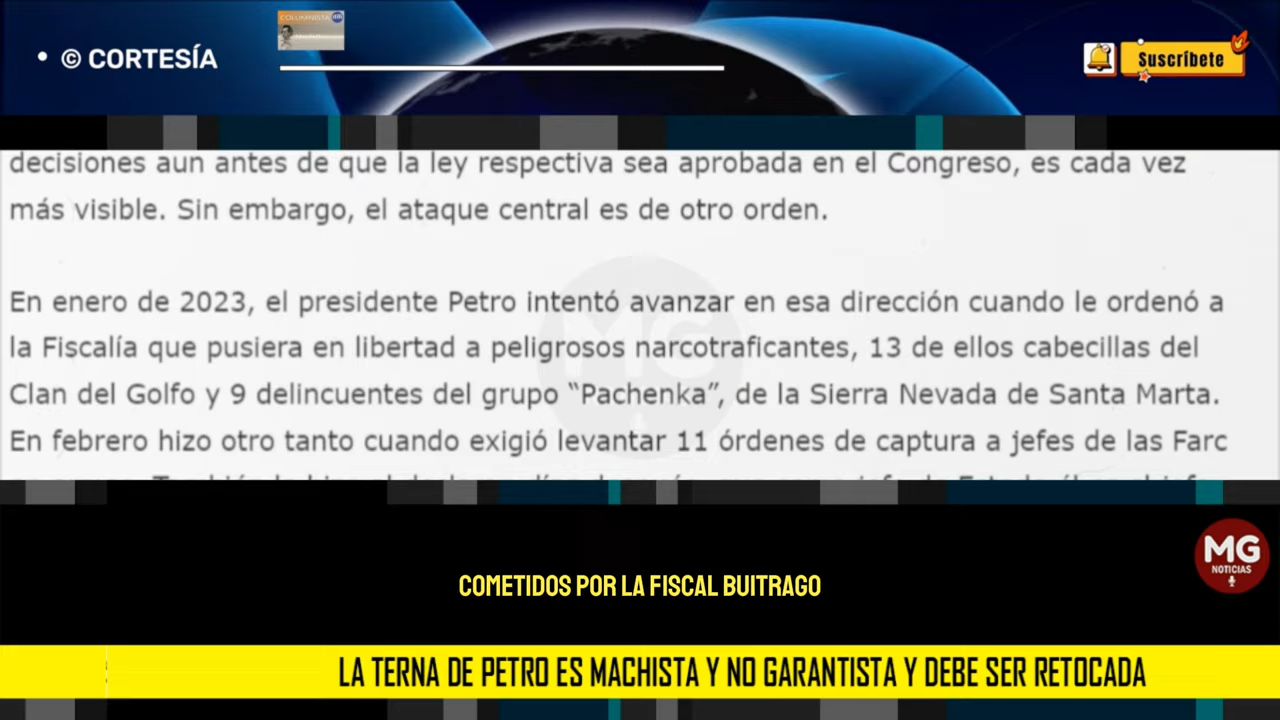 • © CORTESÍA
COLUMNISTA
Suscríbete
decisiones aun antes de que la ley respectiva sea aprobada en el Congreso, es cada vez
más visible. Sin embargo, el ataque central es de otro orden.
En enero de 2023, el presidente Petro intentó avanzar en esa dirección cuando le ordenó a
la Fiscalía que pusiera en libertad a peligrosos narcotraficantes, 13 de ellos cabecillas del
Clan del Golfo y 9 delincuentes del grupo “Pachenka”, de la Sierra Nevada de Santa Marta.
En febrero hizo otro tanto cuando exigió levantar 11 órdenes de captura a jefes de las Farc
MG
MG
NOTICIAS
COMETIDOS POR LA FISCAL BUITRAGO
LA TERNA DE PETRO ES MACHISTA Y NO GARANTISTA Y DEBE SER RETOCADA